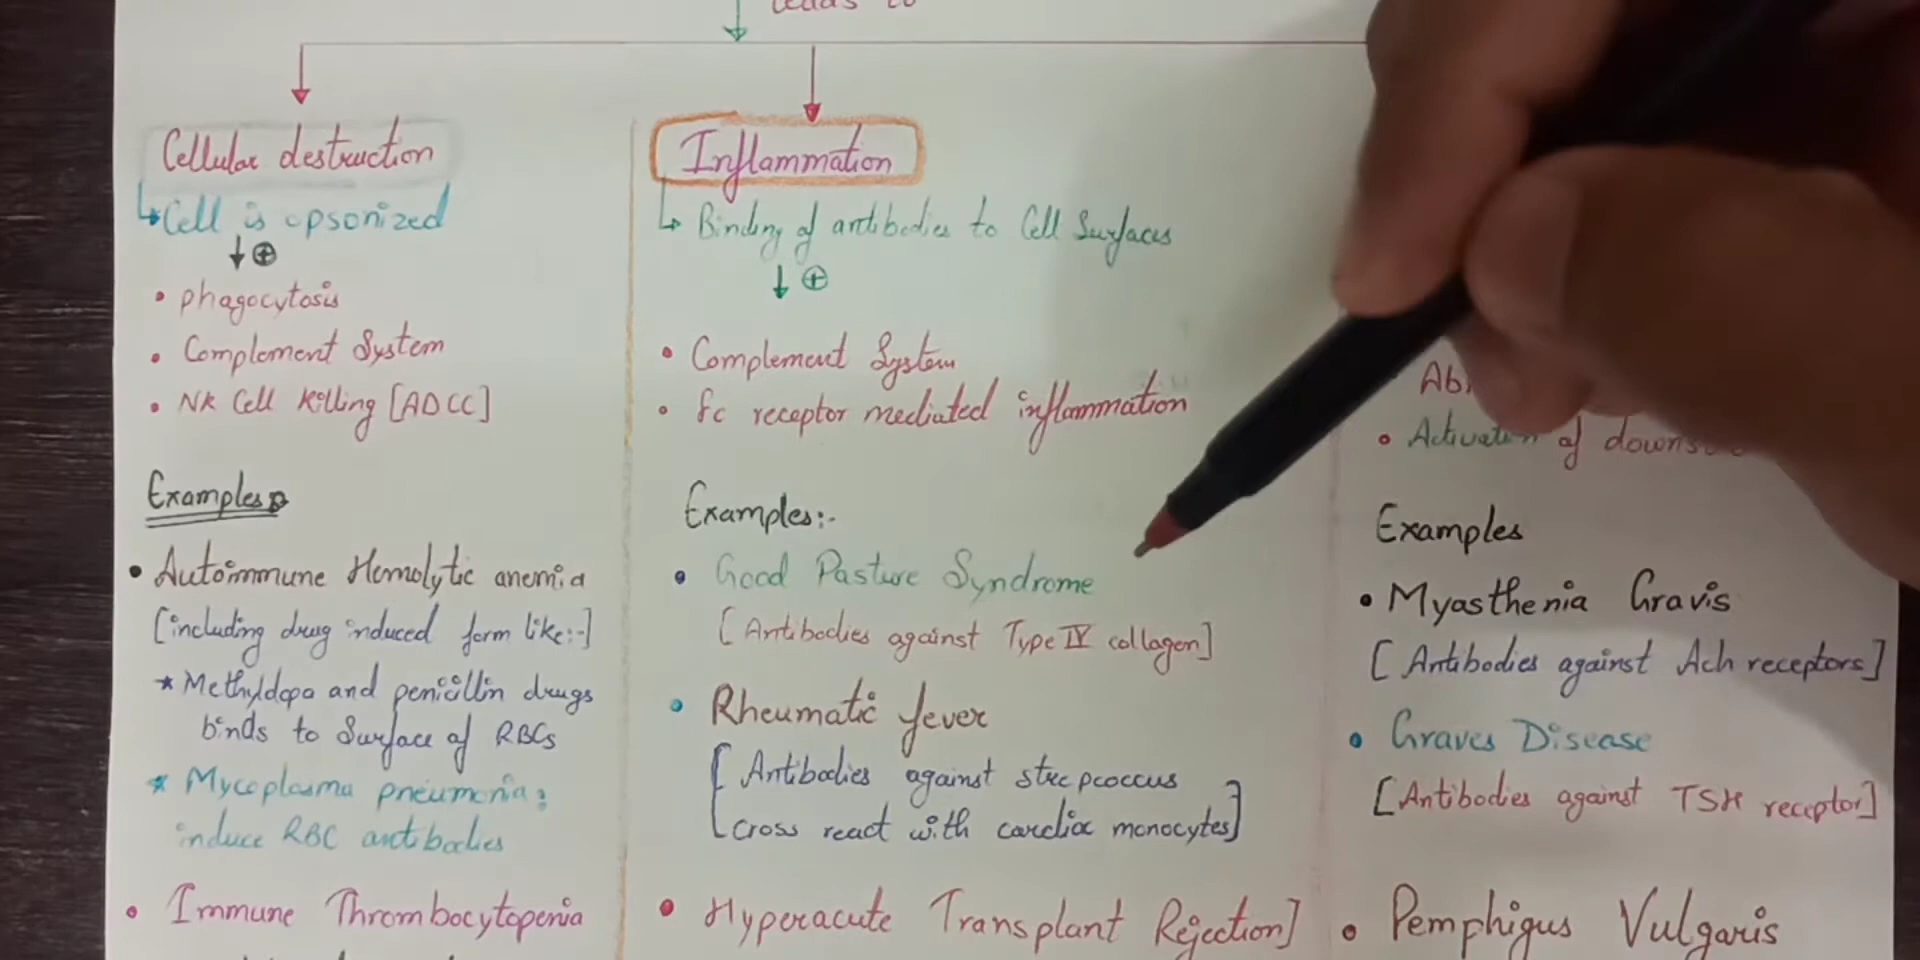 leads to
Cellular destruction
Cell is opsonized
⊕
• phagocytosis
• Complement System
• NK Cell Killing [ADCC]
Examples
• Autoimmune Hemolytic anemia
[including drug induced form like:-]
* Methyldopa and penicillin drugs
binds to Surface of RBCs
* Mycoplasma pneumonia:
induce RBC antibodies
• Immune Thrombocytopenia
Inflammation
Binding of antibodies to Cell Surfaces
⊕
• Complement System
• Fc receptor mediated inflammation
Examples:-
• Good Pasture Syndrome
[Antibodies against Type IV collagen]
• Rheumatic fever
[Antibodies against strepcoccus
cross react with cardiac monocytes]
• Hyperacute Transplant Rejection]
• Activation of
Examples
• Myasthenia Gravis
[Antibodies against Ach receptors]
• Graves Disease
[Antibodies against TSH receptor]
• Pemphigus Vulgaris